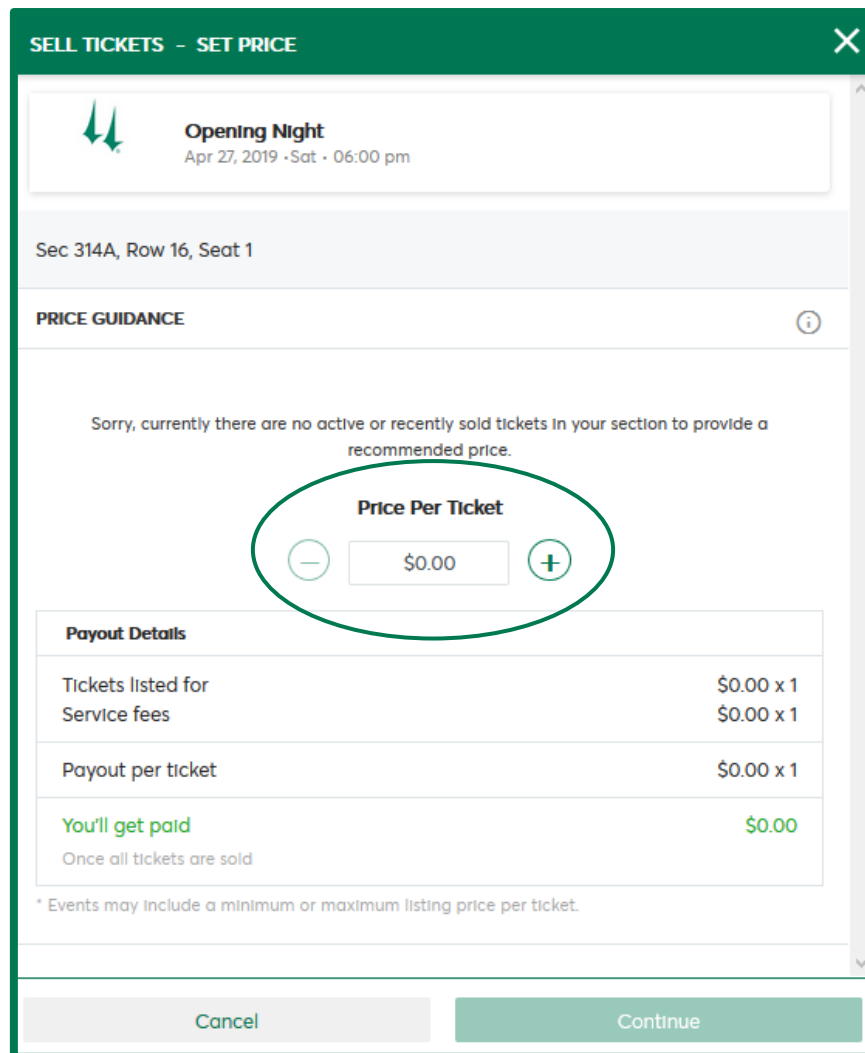 SELL TICKETS - SET PRICE
Opening Night
Apr 27, 2019 •Sat • 06:00 pm
Sec 314A, Row 16, Seat 1
PRICE GUIDANCE
Sorry, currently there are no active or recently sold tickets in your section to provide a
recommended price.
Price Per Ticket
$0.00
Payout Details
Tickets listed for $0.00 x 1
Service fees $0.00 x 1
Payout per ticket $0.00 x 1
You'll get paid $0.00
Once all tickets are sold
* Events may include a minimum or maximum listing price per ticket.
Cancel Continue